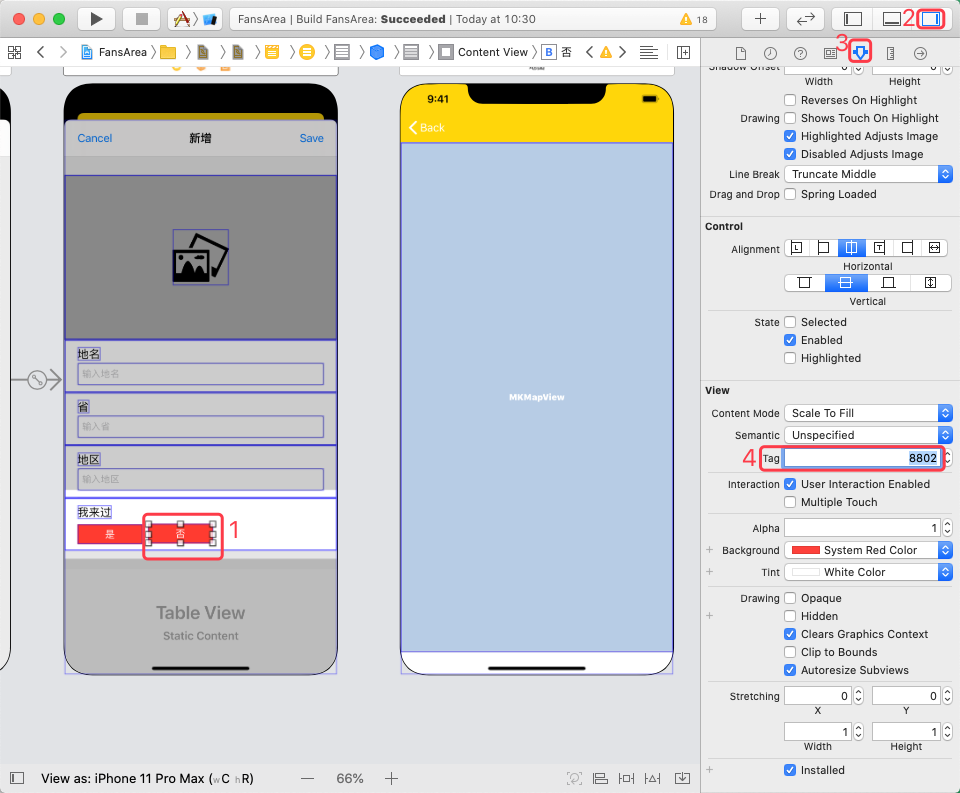 FansArea | Build FansArea: Succeeded | Today at 10:30
18
2
FansArea
Content View
B
否
3
Shadow Offset
Width
Height
Reverses On Highlight
Drawing
Shows Touch On Highlight
Highlighted Adjusts Image
Disabled Adjusts Image
Line Break
Truncate Middle
Drag and Drop
Spring Loaded
Control
Alignment
L
T
Horizontal
Vertical
State
Selected
Enabled
Highlighted
View
Content Mode
Scale To Fill
Semantic
Unspecified
4
Tag
8802
Interaction
User Interaction Enabled
Multiple Touch
Alpha
1
Background
System Red Color
Tint
White Color
Drawing
Opaque
Hidden
Clears Graphics Context
Clip to Bounds
Autoresize Subviews
Stretching
0
0
X
Y
1
1
Width
Height
Installed
Cancel
新增
Save
地名
输入地名
省
输入省
地区
输入地区
我来过
是
否
1
Table View
Static Content
9:41
Back
MKMapView
View as: iPhone 11 Pro Max (wC hR)
66%